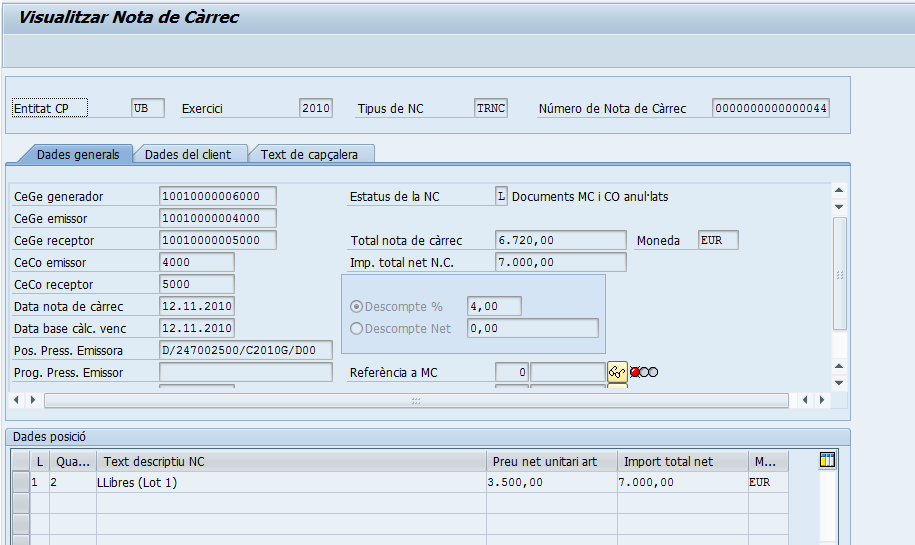 Visualitzar Nota de Càrrec
Entitat CP UB Exercici 2010 Tipus de NC TRNC Número de Nota de Càrrec 0000000000000044
Dades generals Dades del client Text de capçalera
CeGe generador 10010000006000 Estatus de la NC L Documents MC i CO anul·lats
CeGe emissor 10010000004000
CeGe receptor 10010000005000 Total nota de càrrec 6.720,00 Moneda EUR
CeCo emissor 4000 Imp. total net N.C. 7.000,00
CeCo receptor 5000
Data nota de càrrec 12.11.2010 Descompte % 4,00
Data base càlc. venc 12.11.2010 Descompte Net 0,00
Pos. Press. Emissora D/247002500/C2010G/D00
Prog. Press. Emissor Referència a MC 0
Dades posició
L Qua... Text descriptiu NC Preu net unitari art Import total net M...
1 2 LLibres (Lot 1) 3.500,00 7.000,00 EUR